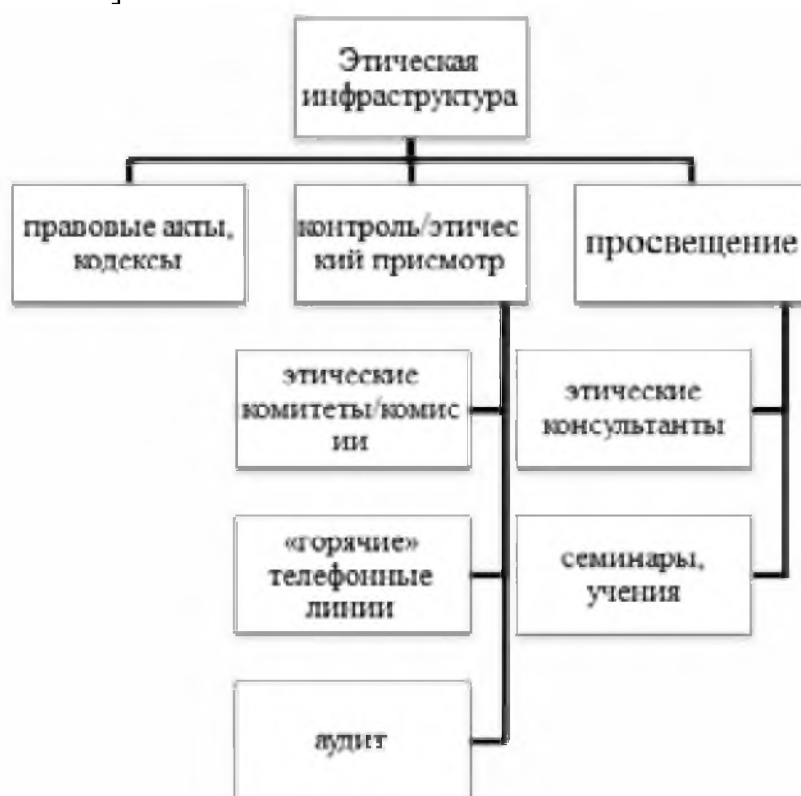 ]
Этическая
инфраструктура
правовые акты,
кодексы
контроль/этичес
кий присмотр
просвещение
этические
комитеты/комис
ии
этические
консультанты
«горячие»
телефонные
линии
семинары,
учения
аудит